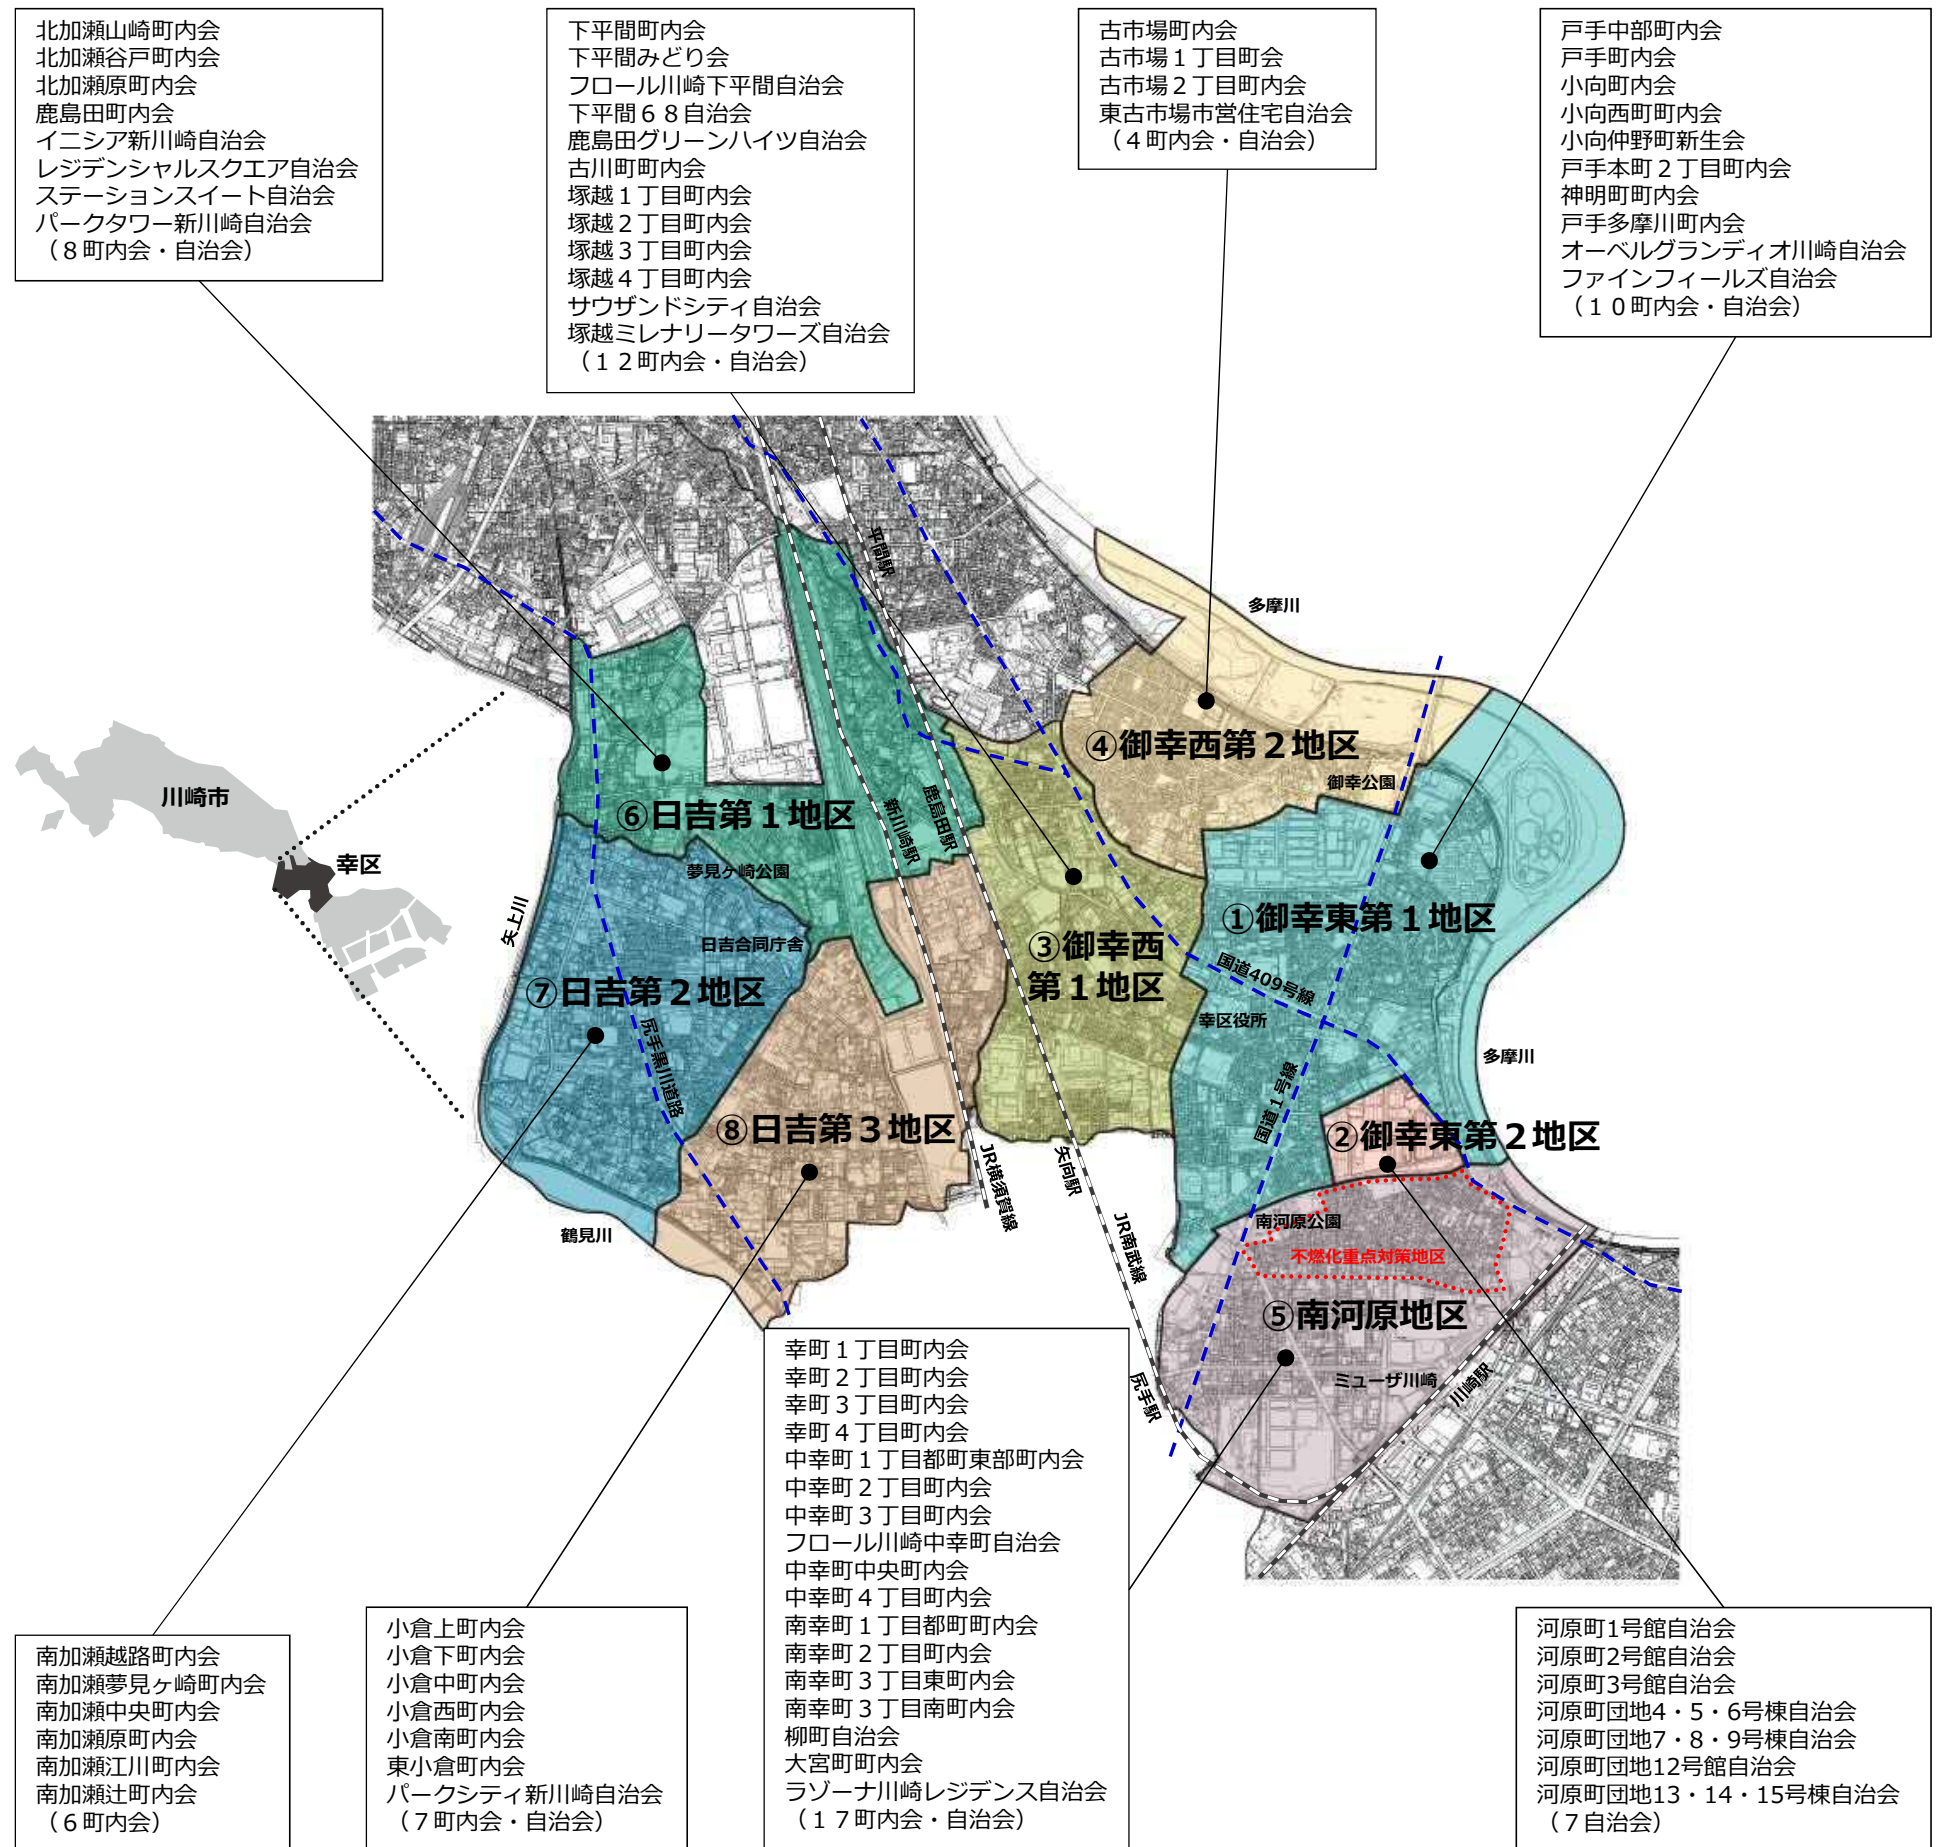 北加瀬山崎町内会
北加瀬谷戸町内会
北加瀬原町内会
鹿島田町内会
イニシア新川崎自治会
レジデンシャルスクエア自治会
ステーションスイート自治会
パークタワー新川崎自治会
（８町内会・自治会）
下平間町内会
下平間みどり会
フロール川崎下平間自治会
下平間６８自治会
鹿島田グリーンハイツ自治会
古川町町内会
塚越１丁目町内会
塚越２丁目町内会
塚越３丁目町内会
塚越４丁目町内会
サウザンドシティ自治会
塚越ミレナリータワーズ自治会
（１２町内会・自治会）
古市場町内会
古市場１丁目町会
古市場２丁目町内会
東古市場市営住宅自治会
（４町内会・自治会）
戸手中部町内会
戸手町内会
小向町内会
小向西町町内会
小向仲野町新生会
戸手本町２丁目町内会
神明町町内会
戸手多摩川町内会
オーベルグランディオ川崎自治会
ファインフィールズ自治会
（１０町内会・自治会）
平間駅
多摩川
④御幸西第２地区
御幸公園
川崎市
幸区
⑥日吉第１地区
新川崎駅
鹿島田駅
夢見ヶ崎公園
矢上川
日吉合同庁舎
①御幸東第１地区
③御幸西
第１地区
国道409号線
幸区役所
⑦日吉第２地区
尻手黒川道路
多摩川
国道１号線
⑧日吉第３地区
②御幸東第２地区
JR横須賀線
矢向駅
JR南武線
鶴見川
南河原公園
不燃化重点対策地区
⑤南河原地区
ミューザ川崎
川崎駅
尻手駅
幸町１丁目町内会
幸町２丁目町内会
幸町３丁目町内会
幸町４丁目町内会
中幸町１丁目都町東部町内会
中幸町２丁目町内会
中幸町３丁目町内会
フロール川崎中幸町自治会
中幸町中央町内会
中幸町４丁目町内会
南幸町１丁目都町町内会
南幸町２丁目町内会
南幸町３丁目東町内会
南幸町３丁目南町内会
柳町自治会
大宮町町内会
ラゾーナ川崎レジデンス自治会
（１７町内会・自治会）
南加瀬越路町内会
南加瀬夢見ヶ崎町内会
南加瀬中央町内会
南加瀬原町内会
南加瀬江川町内会
南加瀬辻町内会
（６町内会）
小倉上町内会
小倉下町内会
小倉中町内会
小倉西町内会
小倉南町内会
東小倉町内会
パークシティ新川崎自治会
（７町内会・自治会）
河原町1号館自治会
河原町2号館自治会
河原町3号館自治会
河原町団地4・5・6号棟自治会
河原町団地7・8・9号棟自治会
河原町団地12号館自治会
河原町団地13・14・15号棟自治会
（７自治会）